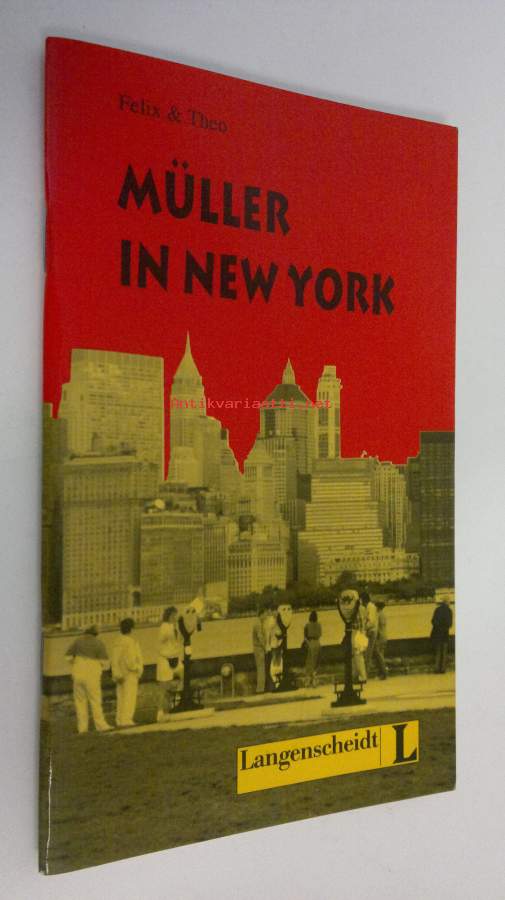 Felix & Theo
MÜLLER
IN NEW YORK
Antikvariaatti.net
Langenscheidt L